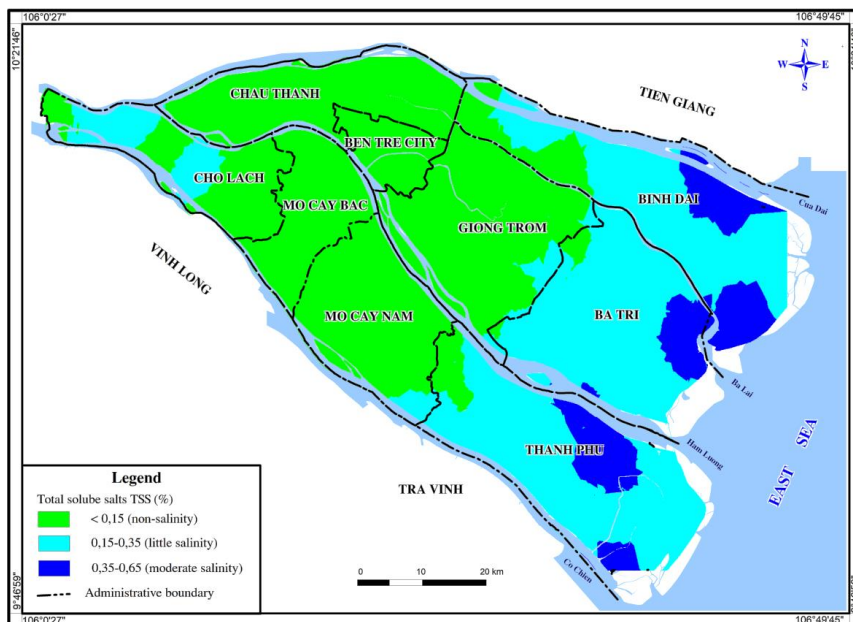 106°0'27"
106°49'45"
10°21'46"
N
W E
S
TIEN GIANG
CHAU THANH
BEN TRE CITY
CHO LACH
MO CAY BAC
BINH DAI
Cua Dai
GIONG TROM
VINH LONG
MO CAY NAM
BA TRI
Ba Lai
Ham Luong
EAST SEA
THANH PHU
TRA VINH
Co Chien
Legend
Total solube salts TSS (%)
< 0,15 (non-salinity)
0,15-0,35 (little salinity)
0,35-0,65 (moderate salinity)
Administrative boundary
0 10 20 km
9°46'59"
106°0'27"
106°49'45"